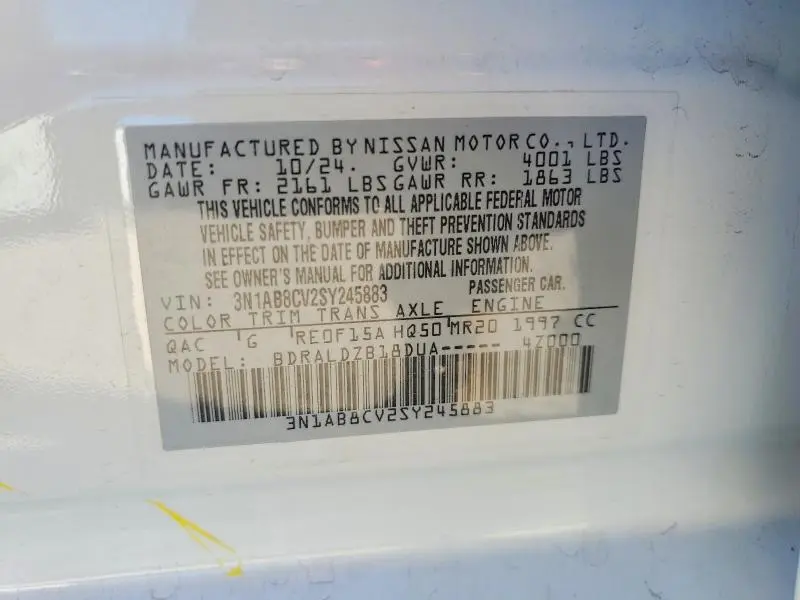 MANUFACTURED BY NISSAN MOTOR CO., LTD.
DATE: 10/24. GVWR: 4001 LBS
GAWR FR: 2161 LBS GAWR RR: 1863 LBS
THIS VEHICLE CONFORMS TO ALL APPLICABLE FEDERAL MOTOR
VEHICLE SAFETY, BUMPER AND THEFT PREVENTION STANDARDS
IN EFFECT ON THE DATE OF MANUFACTURE SHOWN ABOVE.
SEE OWNER'S MANUAL FOR ADDITIONAL INFORMATION.
VIN: 3N1AB8CV2SY245883 PASSENGER CAR.
COLOR TRIM TRANS AXLE ENGINE
QAC G RE0F15A HQ50 MR20 1997 CC
MODEL: BDRALDZB18DUA----- 4Z000
3N1AB8CV2SY245883